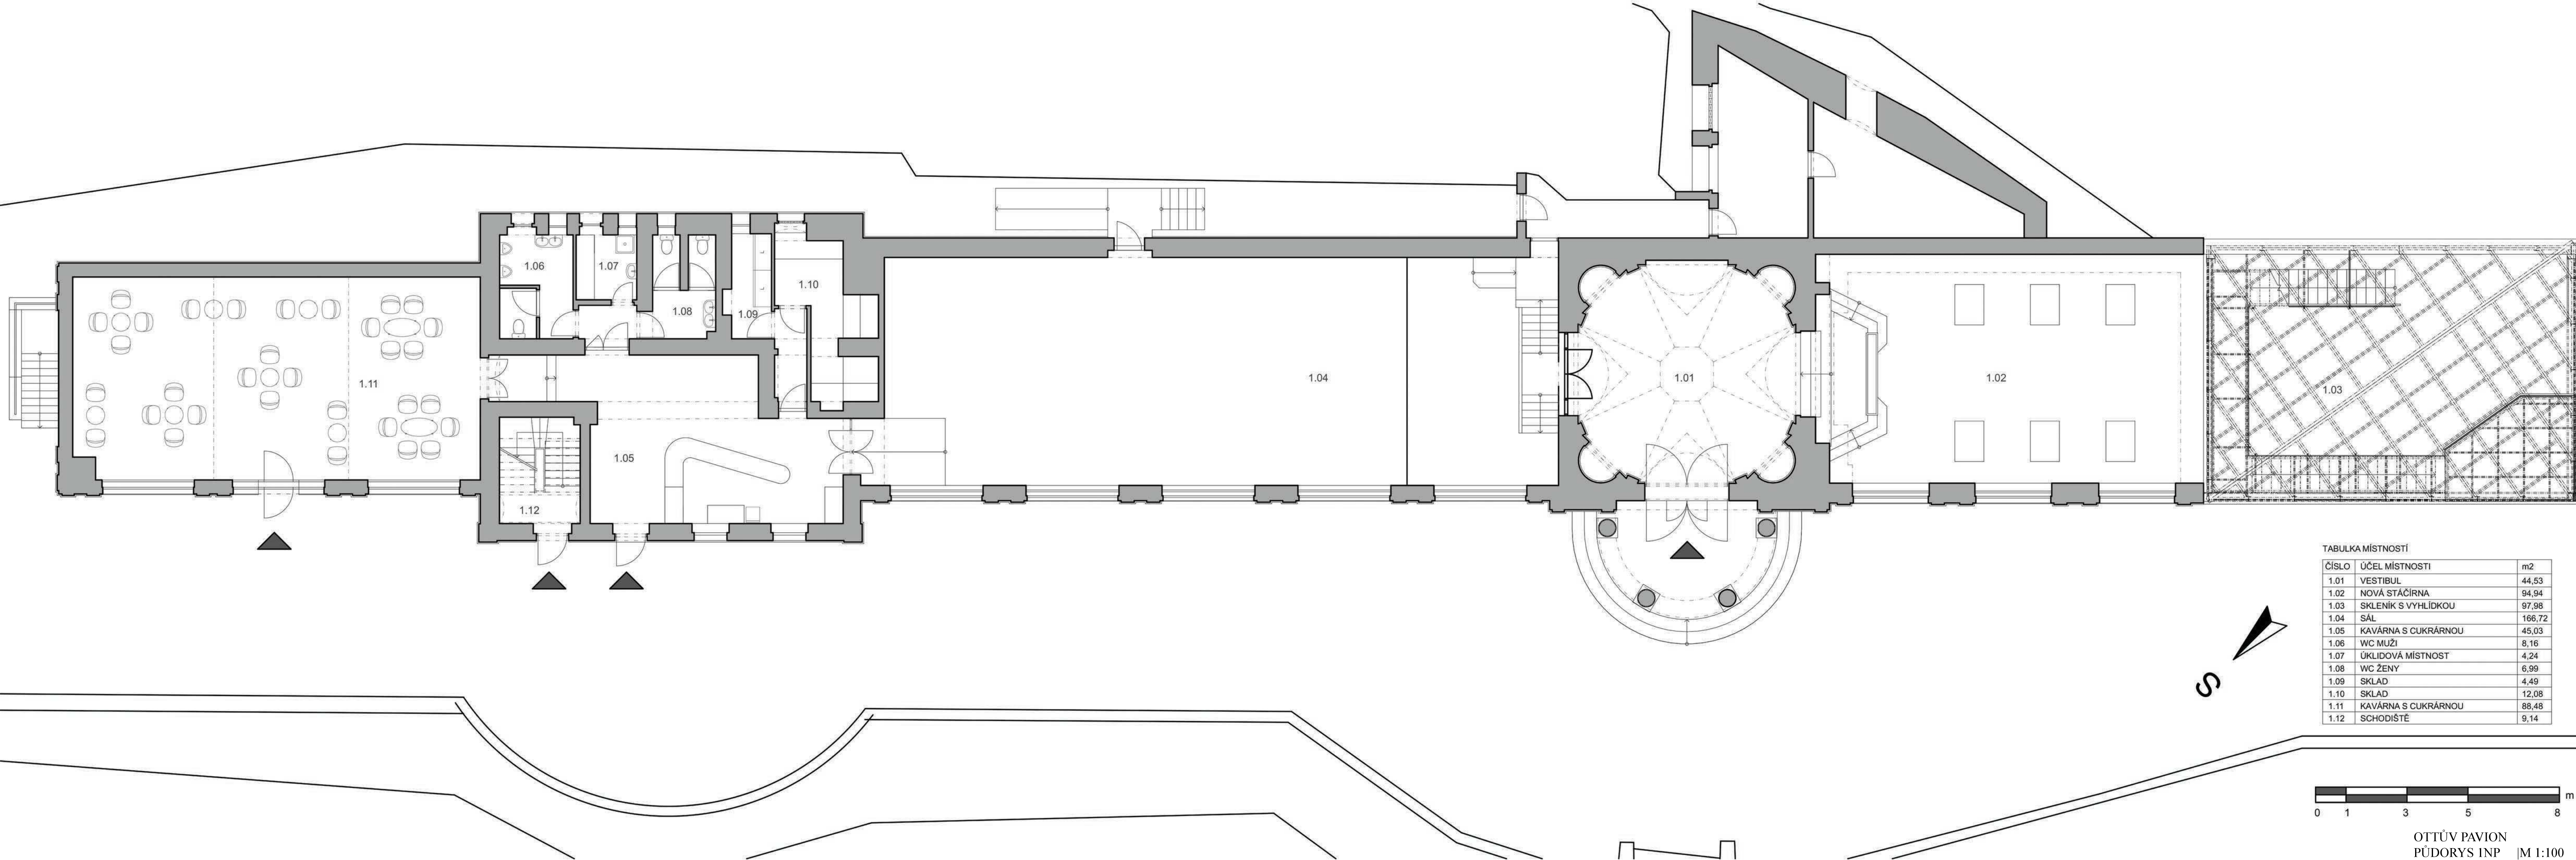 1.06
1.07
1.08
1.09
1.10
1.11
1.04
1.01
1.02
1.03
1.05
1.12
TABULKA MÍSTNOSTÍ
ČÍSLO ÚČEL MÍSTNOSTI m2
1.01 VESTIBUL 44,53
1.02 NOVÁ STÁČÍRNA 94,94
1.03 SKLENÍK S VYHLÍDKOU 97,98
1.04 SÁL 166,72
1.05 KAVÁRNA S CUKRÁRNOU 45,03
1.06 WC MUŽI 8,16
1.07 ÚKLIDOVÁ MÍSTNOST 4,24
1.08 WC ŽENY 6,99
1.09 SKLAD 4,49
1.10 SKLAD 12,08
1.11 KAVÁRNA S CUKRÁRNOU 88,48
1.12 SCHODIŠTĚ 9,14
S
m
0 1 3 5 8
OTTŮV PAVION
PŮDORYS 1NP |M 1:100